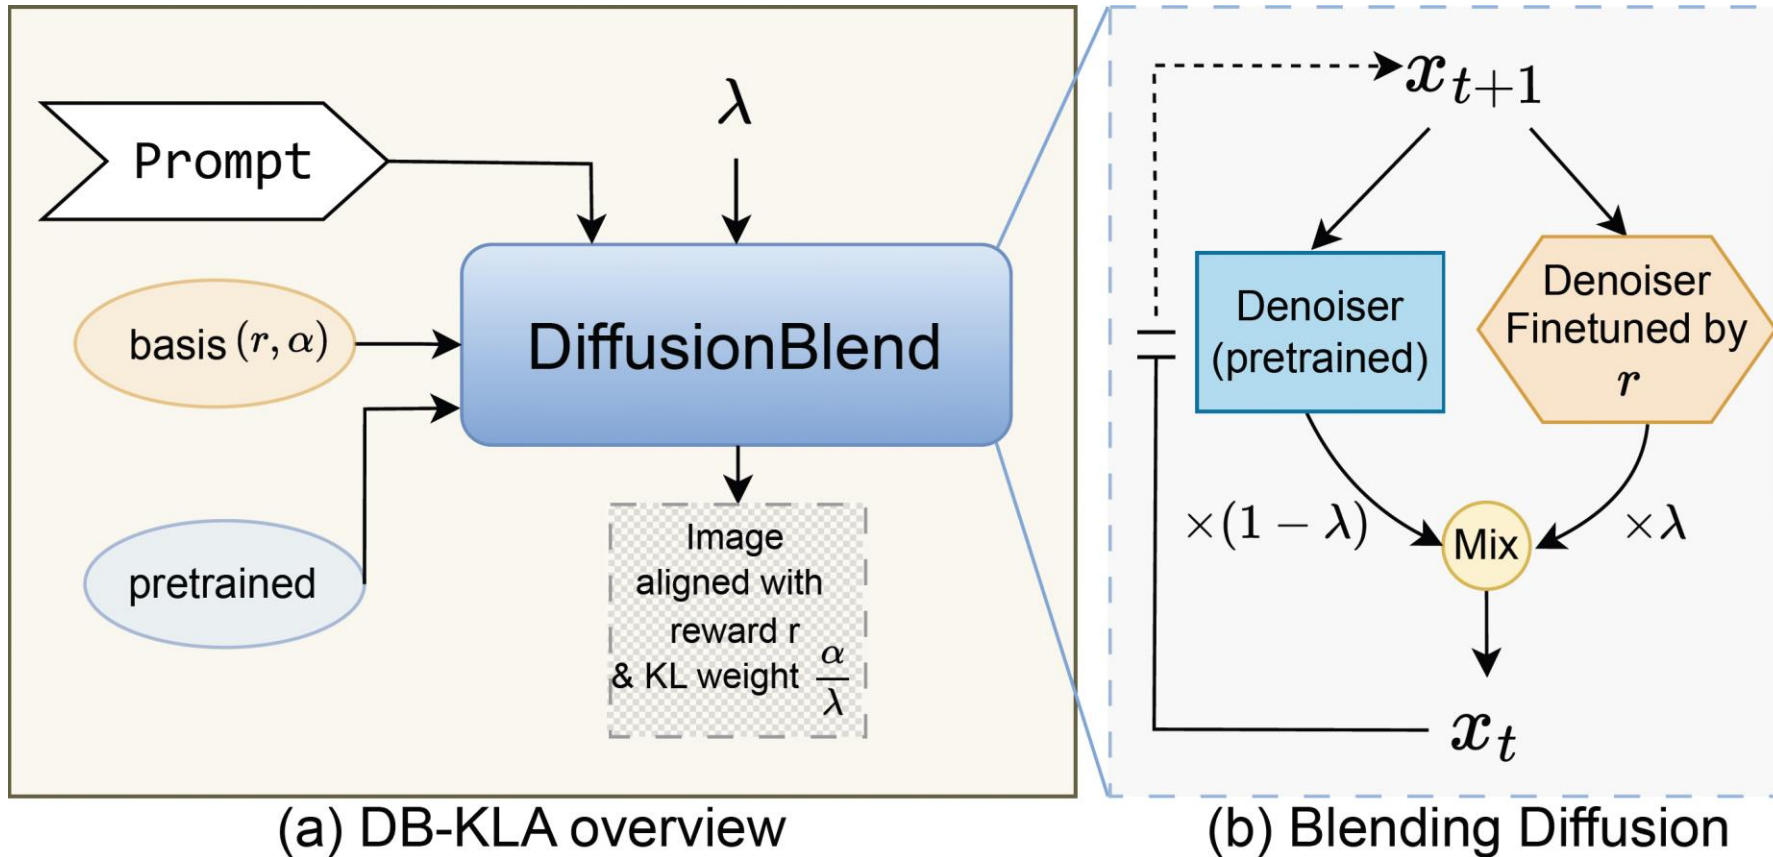 Prompt
λ
basis (r, α)
DiffusionBlend
pretrained
Image
aligned with
reward r
& KL weight α/λ
(a) DB-KLA overview
x_{t+1}
Denoiser
(pretrained)
Denoiser
Finetuned by
r
×(1 − λ)
Mix
×λ
x_t
(b) Blending Diffusion